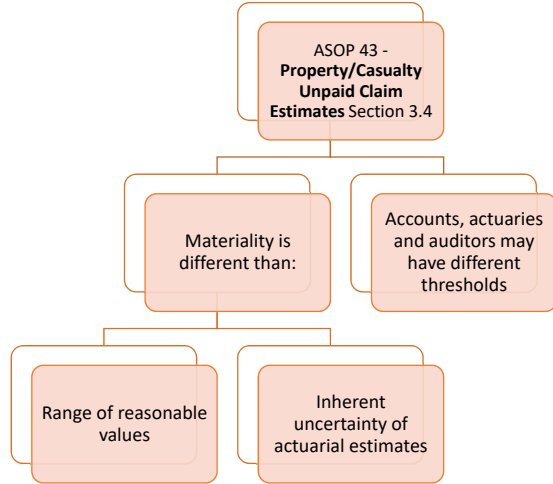 ASOP 43 -
Property/Casualty
Unpaid Claim
Estimates Section 3.4
Materiality is
different than:
Accounts, actuaries
and auditors may
have different
thresholds
Range of reasonable
values
Inherent
uncertainty of
actuarial estimates